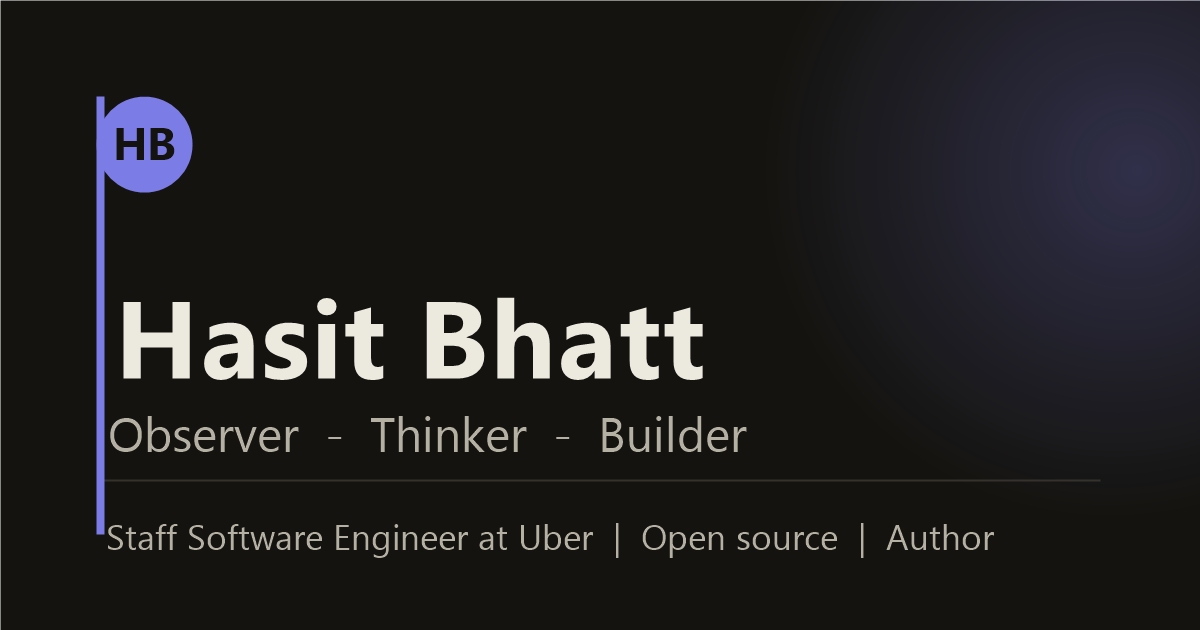 HB
Hasit Bhatt
Observer - Thinker - Builder
Staff Software Engineer at Uber | Open source | Author